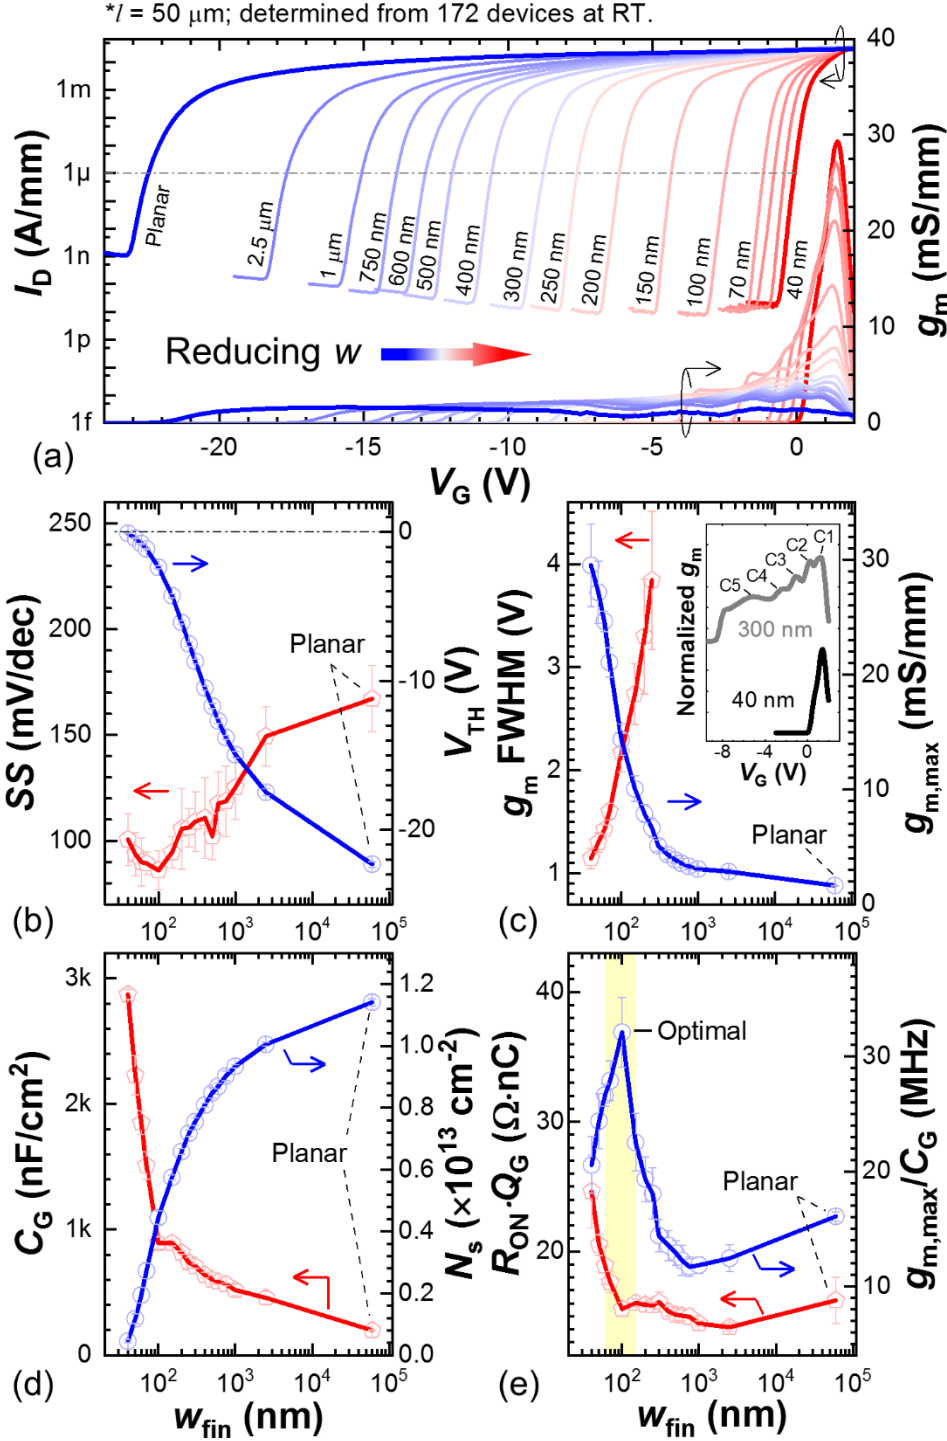 *l = 50 μm; determined from 172 devices at RT.
I_D (A/mm)
1m
1μ
1n
1p
1f
40
30
20
10
0
g_m (mS/mm)
Planar
2.5 μm
1 μm
750 nm
600 nm
500 nm
400 nm
300 nm
250 nm
200 nm
150 nm
100 nm
70 nm
40 nm
Reducing w
-20
-15
-10
-5
0
(a)
V_G (V)
SS (mV/dec)
250
200
150
100
0
-10
-20
V_TH (V)
Planar
10^2
10^3
10^4
10^5
(b)
g_m FWHM (V)
4
3
2
1
30
20
10
0
g_m,max (mS/mm)
Normalized g_m
C5
C4
C3
C2
C1
300 nm
40 nm
-8
-3
2
V_G (V)
Planar
10^2
10^3
10^4
10^5
(c)
C_G (nF/cm^2)
3k
2k
1k
0
1.2
1.0
0.8
0.6
0.4
0.2
0.0
N_s (×10^13 cm^-2)
Planar
10^2
10^3
10^4
10^5
(d)
w_fin (nm)
R_ON·Q_G (Ω·nC)
40
30
20
30
20
10
g_m,max/C_G (MHz)
Optimal
Planar
10^2
10^3
10^4
10^5
(e)
w_fin (nm)